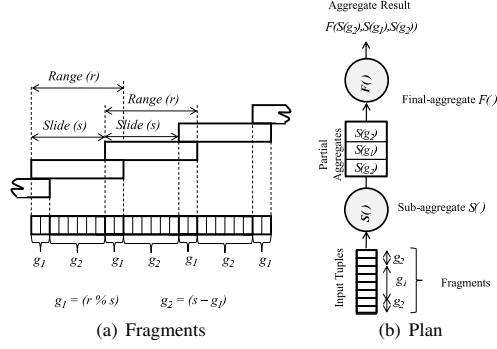 Range (r)
Range (r)
Slide (s)
Slide (s)
g₁
g₂
g₁
g₂
g₁
g₂
g₁
g₁ = (r % s)
g₂ = (s – g₁)
(a) Fragments
Aggregate Result
F(S(g₂),S(g₁),S(g₂))
F()
Final-aggregate F()
Partial
Aggregates
S(g₂)
S(g₁)
S(g₂)
S()
Sub-aggregate S()
Input Tuples
g₂
g₁
g₂
Fragments
(b) Plan